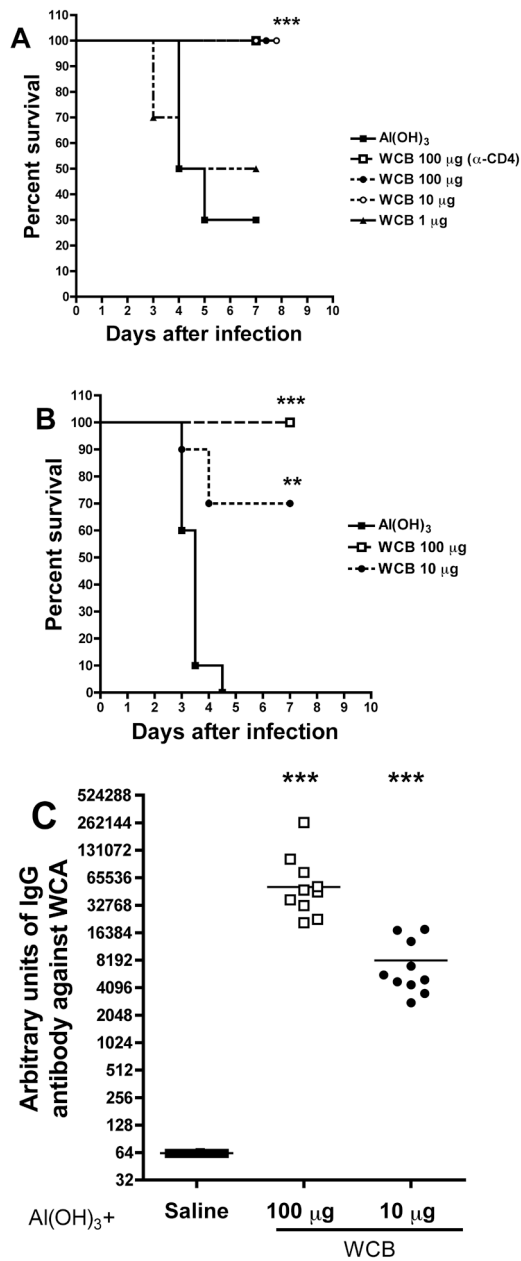 A
***
Percent survival
110
100
90
80
70
60
50
40
30
20
10
0
0 1 2 3 4 5 6 7 8 9 10
Days after infection
Al(OH)3
WCB 100 μg (α-CD4)
WCB 100 μg
WCB 10 μg
WCB 1 μg
B
***
**
Percent survival
110
100
90
80
70
60
50
40
30
20
10
0
0 1 2 3 4 5 6 7 8 9 10
Days after infection
Al(OH)3
WCB 100 μg
WCB 10 μg
C
*** ***
Arbitrary units of IgG
antibody against WCA
524288
262144
131072
65536
32768
16384
8192
4096
2048
1024
512
256
128
64
32
Al(OH)3+ Saline 100 μg 10 μg
WCB